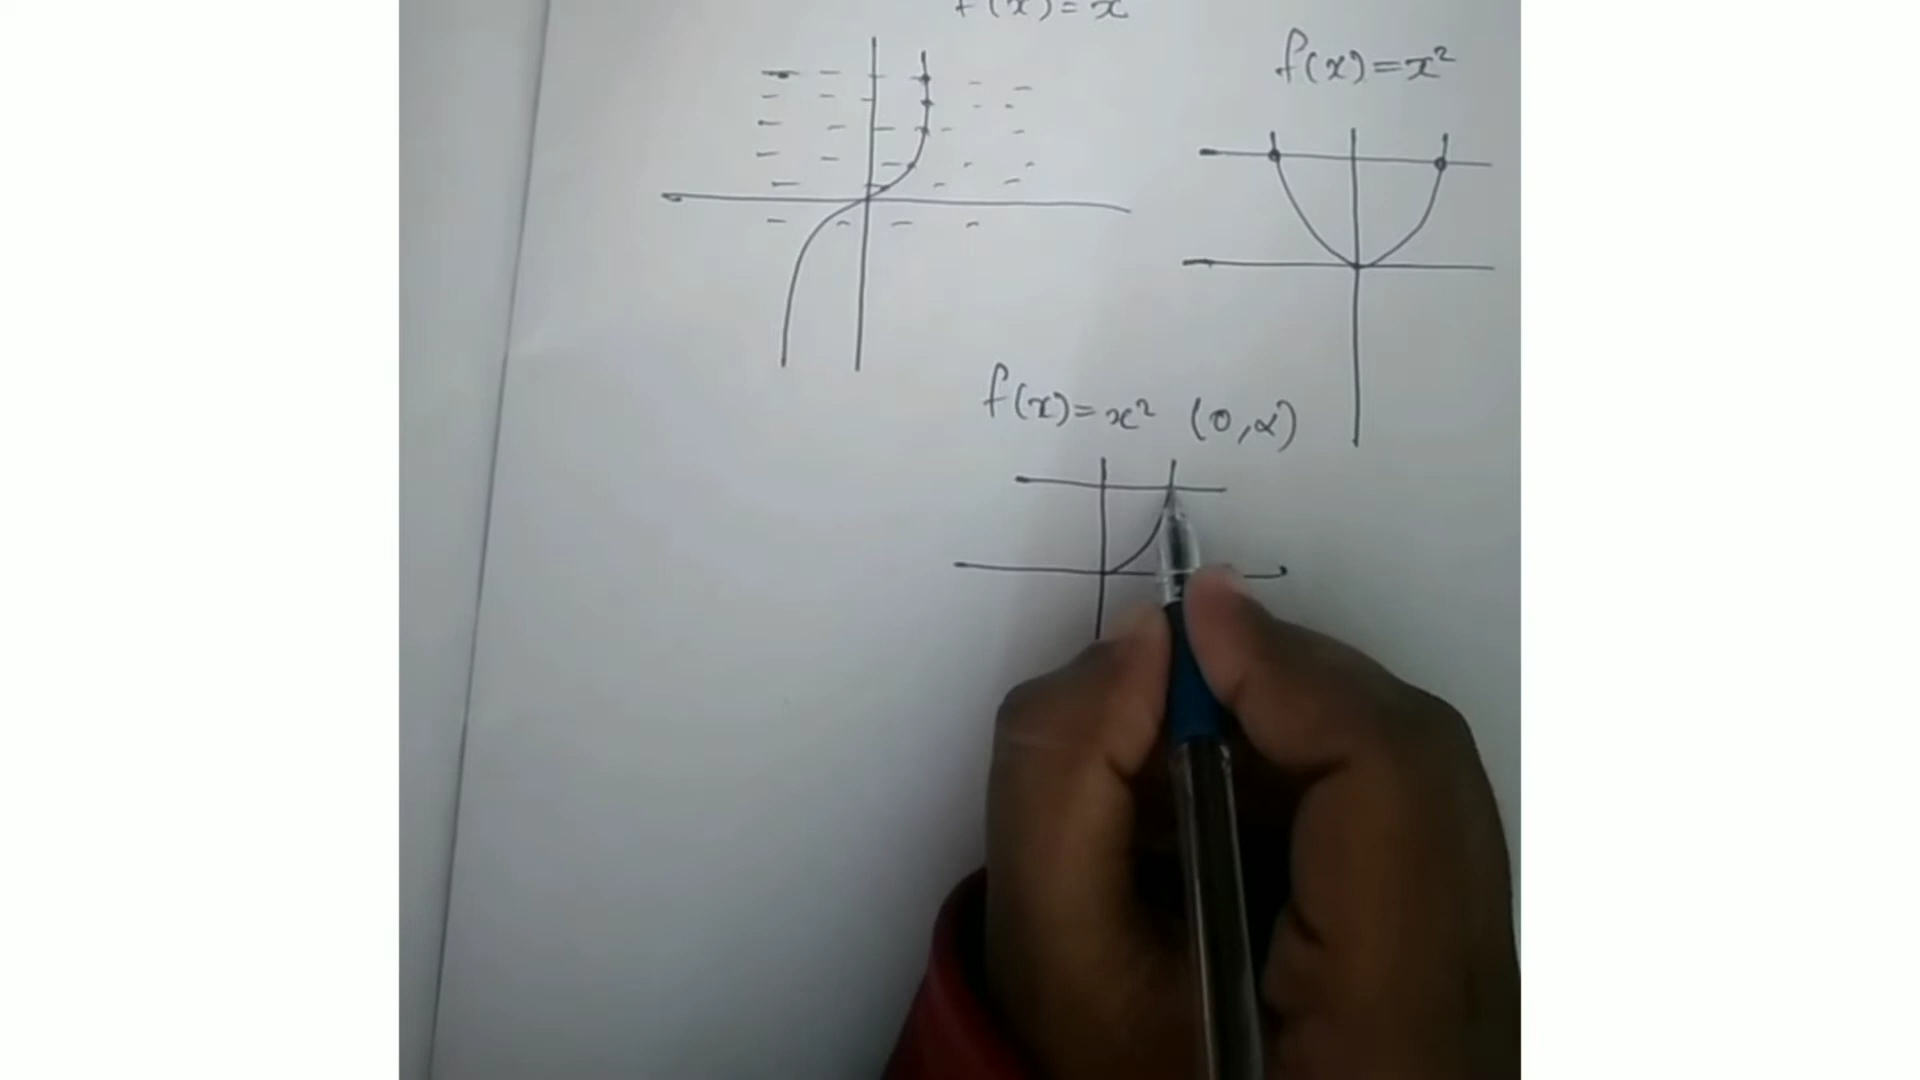 f(x)=x
f(x)=x²
f(x)=x² (0,∝)